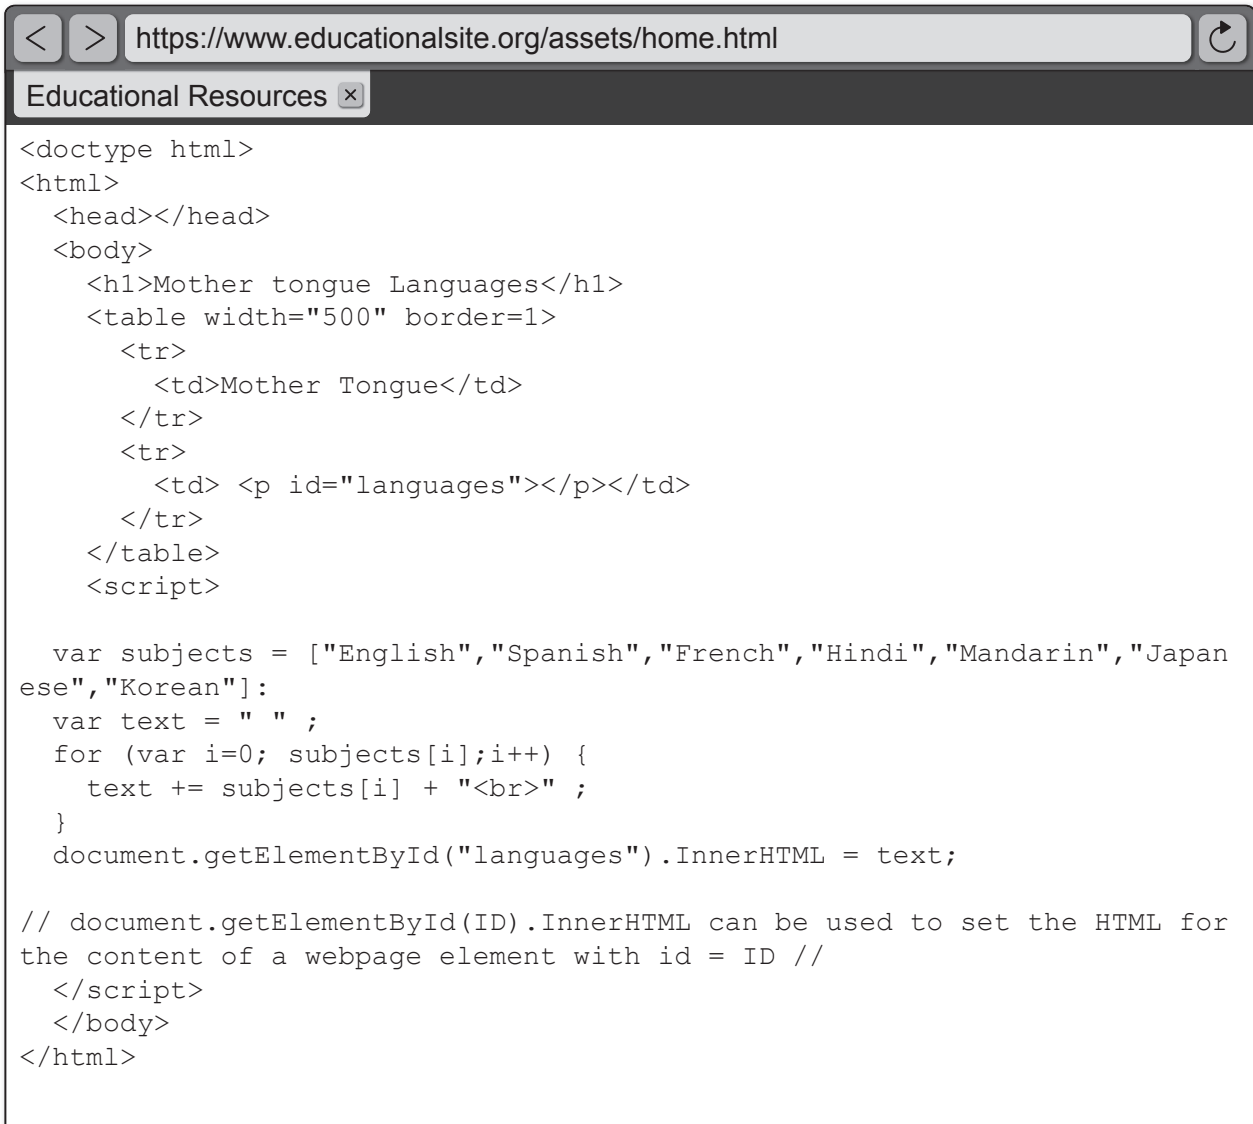 https://www.educationalsite.org/assets/home.html
Educational Resources
<doctype html>
<html>
  <head></head>
  <body>
    <h1>Mother tongue Languages</h1>
    <table width="500" border=1>
      <tr>
        <td>Mother Tongue</td>
      </tr>
      <tr>
        <td> <p id="languages"></p></td>
      </tr>
    </table>
    <script>
  var subjects = ["English","Spanish","French","Hindi","Mandarin","Japan
ese","Korean"]:
  var text = " " ;
  for (var i=0; subjects[i];i++) {
    text += subjects[i] + "<br>" ;
  }
  document.getElementById("languages").InnerHTML = text;
// document.getElementById(ID).InnerHTML can be used to set the HTML for
the content of a webpage element with id = ID //
  </script>
  </body>
</html>